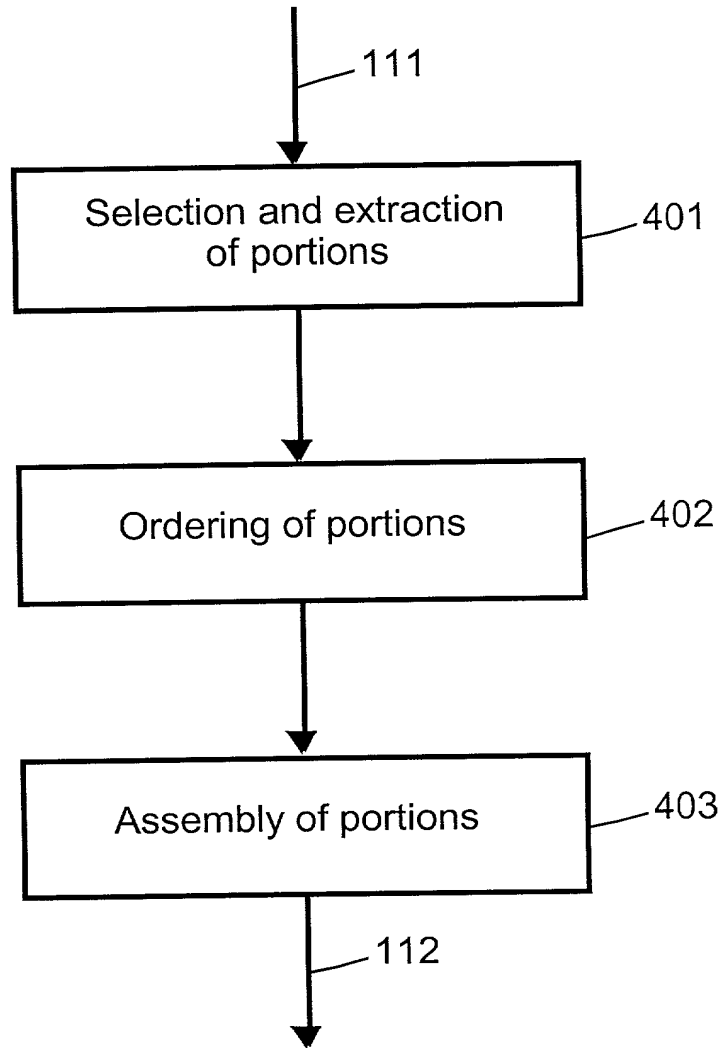 111
Selection and extraction
of portions
401
Ordering of portions
402
Assembly of portions
403
112